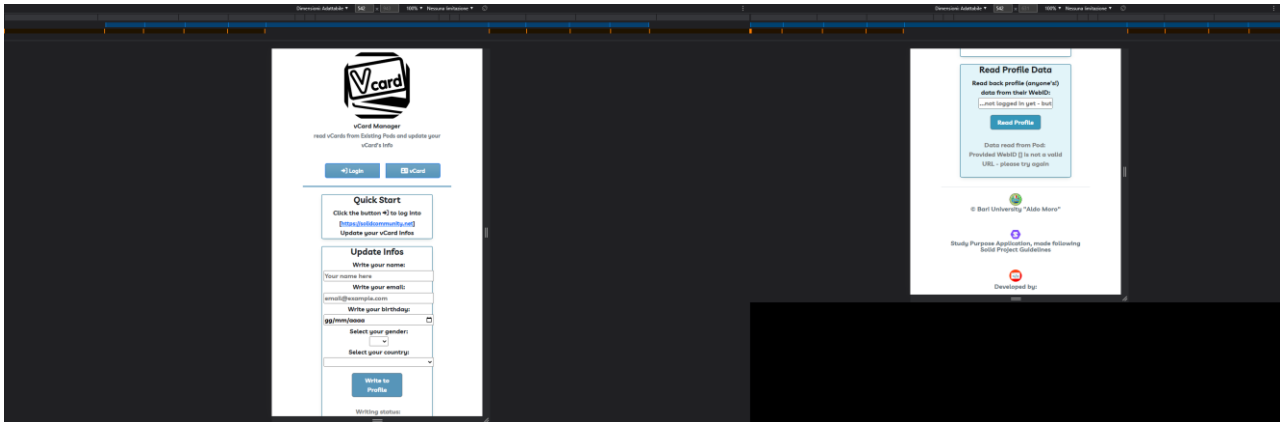 Dimensioni: Adattabile 542 x 100% Nessuna limitazione
Vcard
vCard Manager
read vCards from Existing Pods and update your
vCard's Info
Login vCard
Quick Start
Click the button to log into
[https://solidcommunity.net]
Update your vCard Infos
Update Infos
Write your name:
Your name here
Write your email:
email@example.com
Write your birthday:
gg/mm/aaaa
Select your gender:
Select your country:
Write to
Profile
Writing status:
Dimensioni: Adattabile 542 x 100% Nessuna limitazione
Read Profile Data
Read back profile (anyone's!)
data from their WebID:
...not logged in yet - but
Read Profile
Data read from Pod:
Provided WebID [] is not a valid
URL - please try again
© Bari University "Aldo Moro"
Study Purpose Application, made following
Solid Project Guidelines
Developed by: